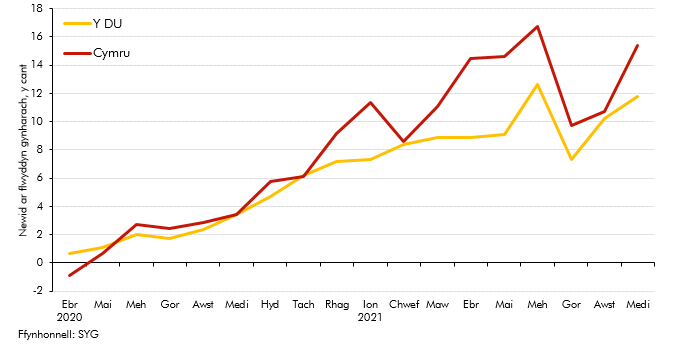 18
16
14
12
10
8
6
4
2
0
-2
Newid ar flwyddyn gynharach, y cant
Y DU
Cymru
Ebr Mai Meh Gor Awst Medi Hyd Tach Rhag Ion Chwef Maw Ebr Mai Meh Gor Awst Medi
2020 2021
Ffynhonnell: SYG